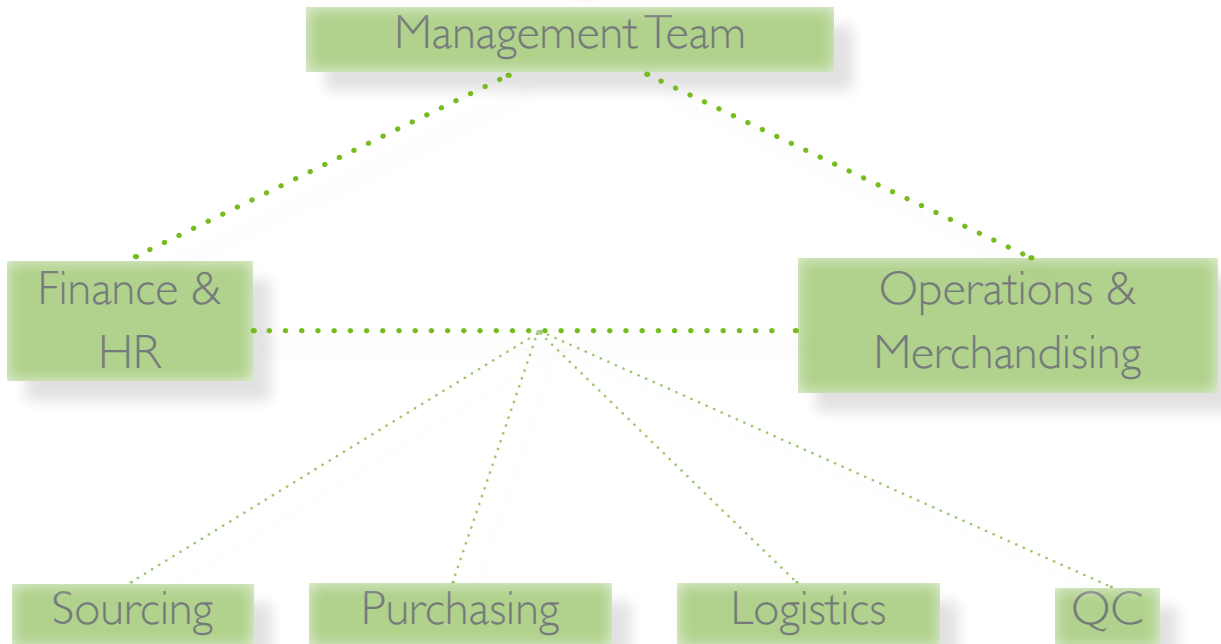 Management Team
Finance &
HR
Operations &
Merchandising
Sourcing
Purchasing
Logistics
QC